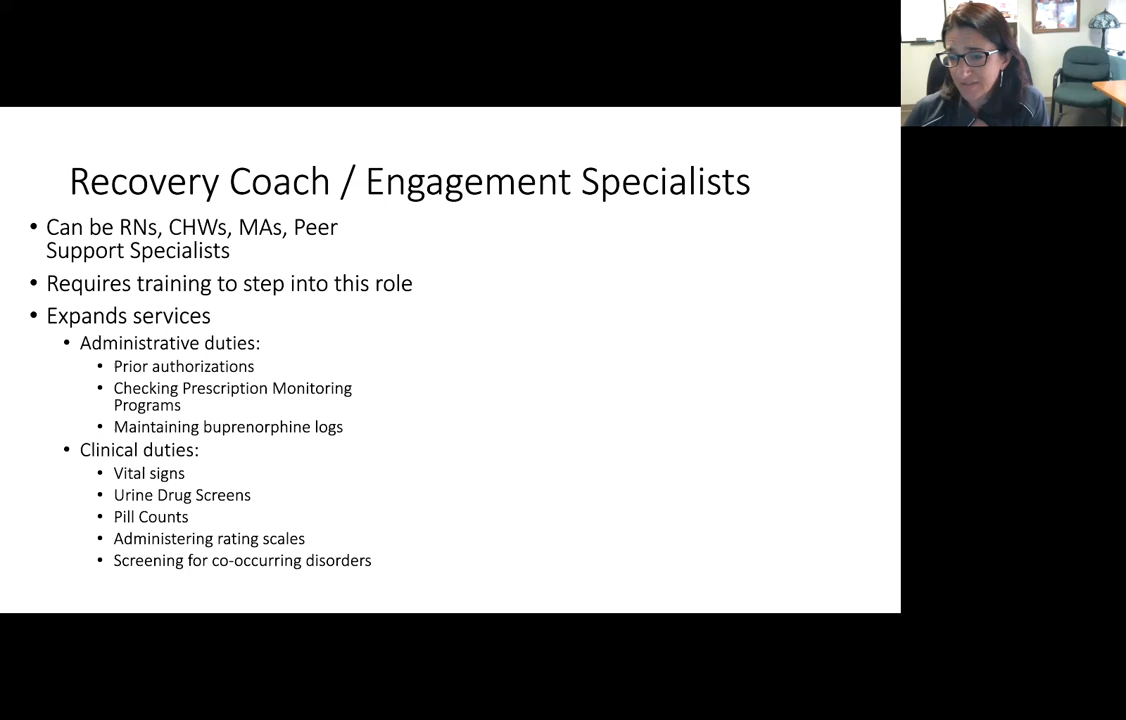 Recovery Coach / Engagement Specialists
• Can be RNs, CHWs, MAs, Peer
Support Specialists
• Requires training to step into this role
• Expands services
• Administrative duties:
• Prior authorizations
• Checking Prescription Monitoring
Programs
• Maintaining buprenorphine logs
• Clinical duties:
• Vital signs
• Urine Drug Screens
• Pill Counts
• Administering rating scales
• Screening for co-occurring disorders